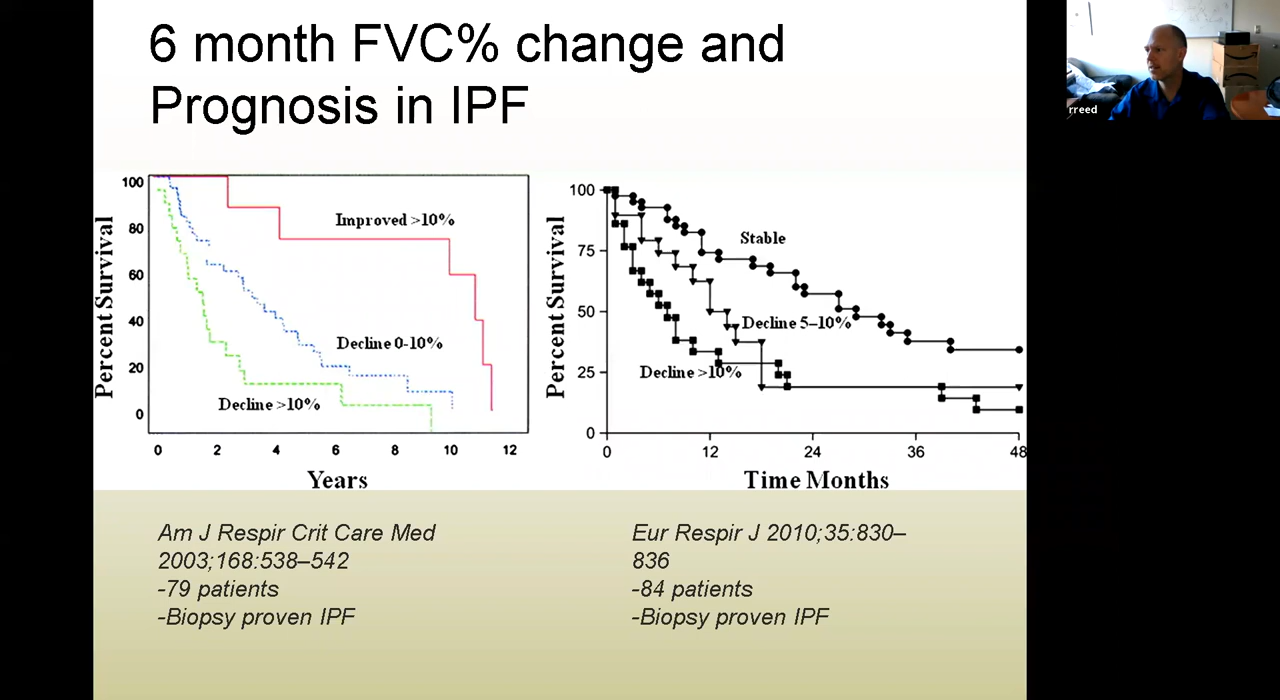 6 month FVC% change and
Prognosis in IPF
rreed
100
80
60
40
20
0
Percent Survival
Improved >10%
Decline 0-10%
Decline >10%
0 2 4 6 8 10 12
Years
100
75
50
25
0
Percent Survival
Stable
Decline 5–10%
Decline >10%
0 12 24 36 48
Time Months
Am J Respir Crit Care Med
2003;168:538–542
-79 patients
-Biopsy proven IPF
Eur Respir J 2010;35:830–
836
-84 patients
-Biopsy proven IPF